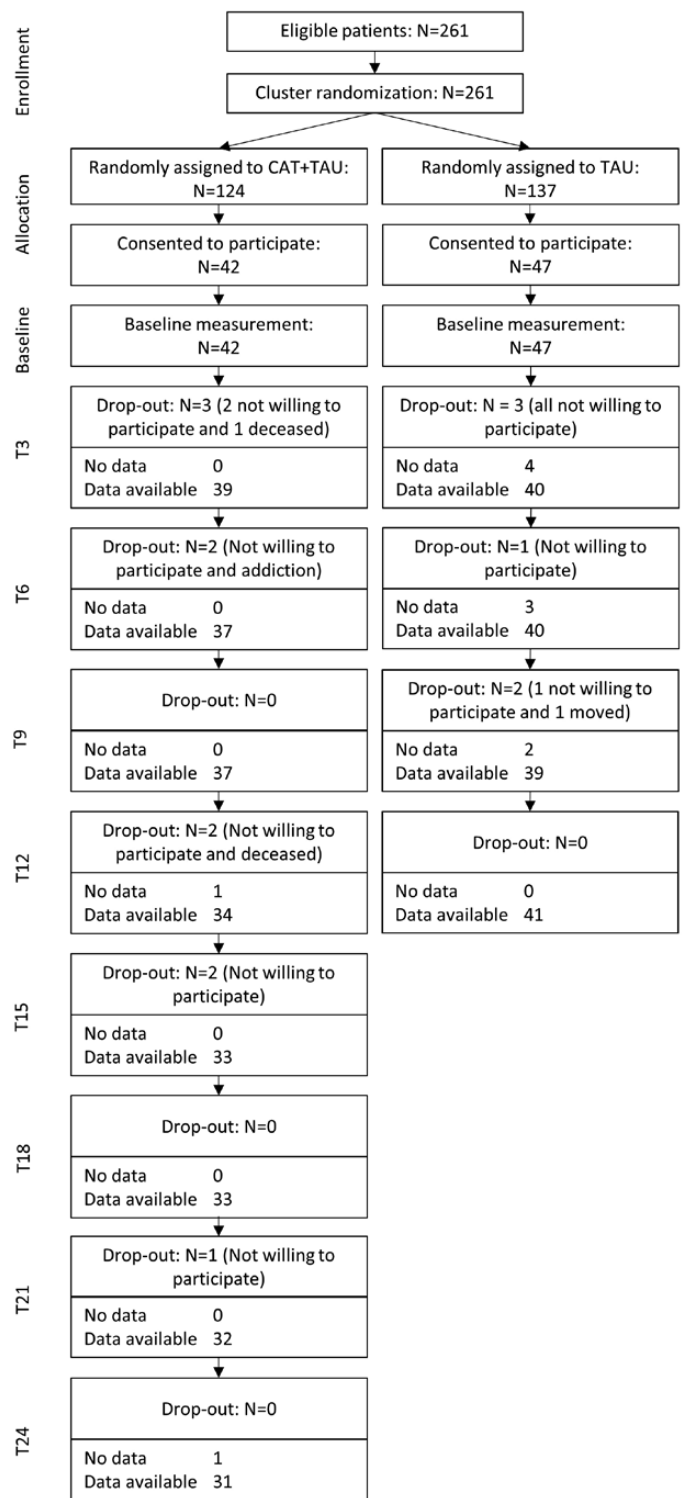 Enrollment
Eligible patients: N=261
Cluster randomization: N=261
Allocation
Randomly assigned to CAT+TAU:
N=124
Randomly assigned to TAU:
N=137
Consented to participate:
N=42
Consented to participate:
N=47
Baseline
Baseline measurement:
N=42
Baseline measurement:
N=47
T3
Drop-out: N=3 (2 not willing to
participate and 1 deceased)
No data 0
Data available 39
Drop-out: N = 3 (all not willing to
participate)
No data 4
Data available 40
T6
Drop-out: N=2 (Not willing to
participate and addiction)
No data 0
Data available 37
Drop-out: N=1 (Not willing to
participate)
No data 3
Data available 40
T9
Drop-out: N=0
No data 0
Data available 37
Drop-out: N=2 (1 not willing to
participate and 1 moved)
No data 2
Data available 39
T12
Drop-out: N=2 (Not willing to
participate and deceased)
No data 1
Data available 34
Drop-out: N=0
No data 0
Data available 41
T15
Drop-out: N=2 (Not willing to
participate)
No data 0
Data available 33
T18
Drop-out: N=0
No data 0
Data available 33
T21
Drop-out: N=1 (Not willing to
participate)
No data 0
Data available 32
T24
Drop-out: N=0
No data 1
Data available 31